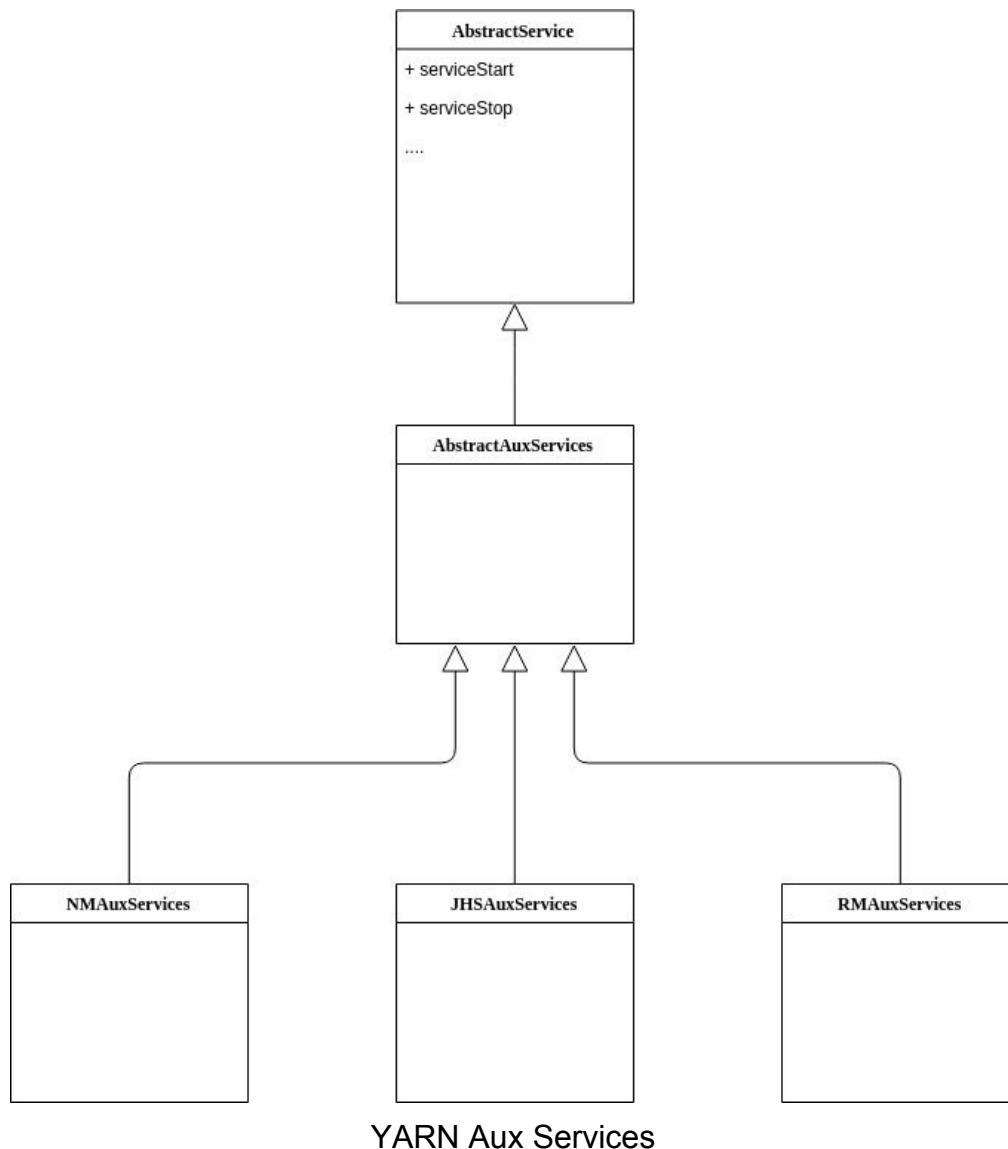 AbstractService
+ serviceStart
+ serviceStop
....
AbstractAuxServices
NMAuxServices
JHSAuxServices
RMAuxServices
YARN Aux Services